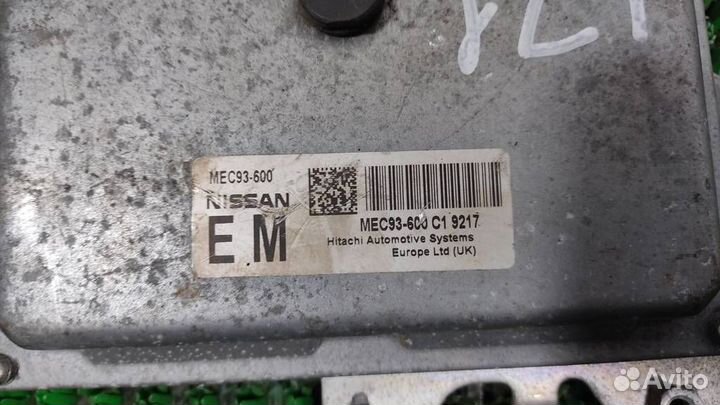 MEC93-600
NISSAN
E M
MEC93-600 C1 9217
Hitachi Automotive Systems
Europe Ltd (UK)
Avito